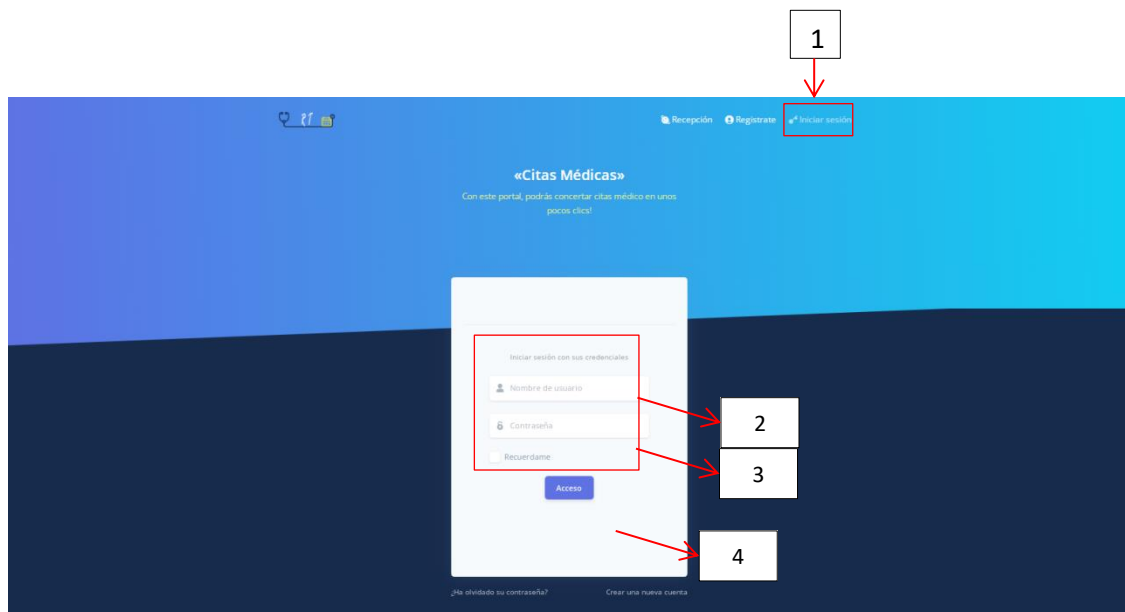 1
Recepción Registrate Iniciar sesión
«Citas Médicas»
Con este portal, podrás concertar citas médico en unos
pocos clics!
Iniciar sesión con sus credenciales
Nombre de usuario
2
Contraseña
Recuerdame
3
Acceso
4
¿Ha olvidado su contraseña? Crear una nueva cuenta